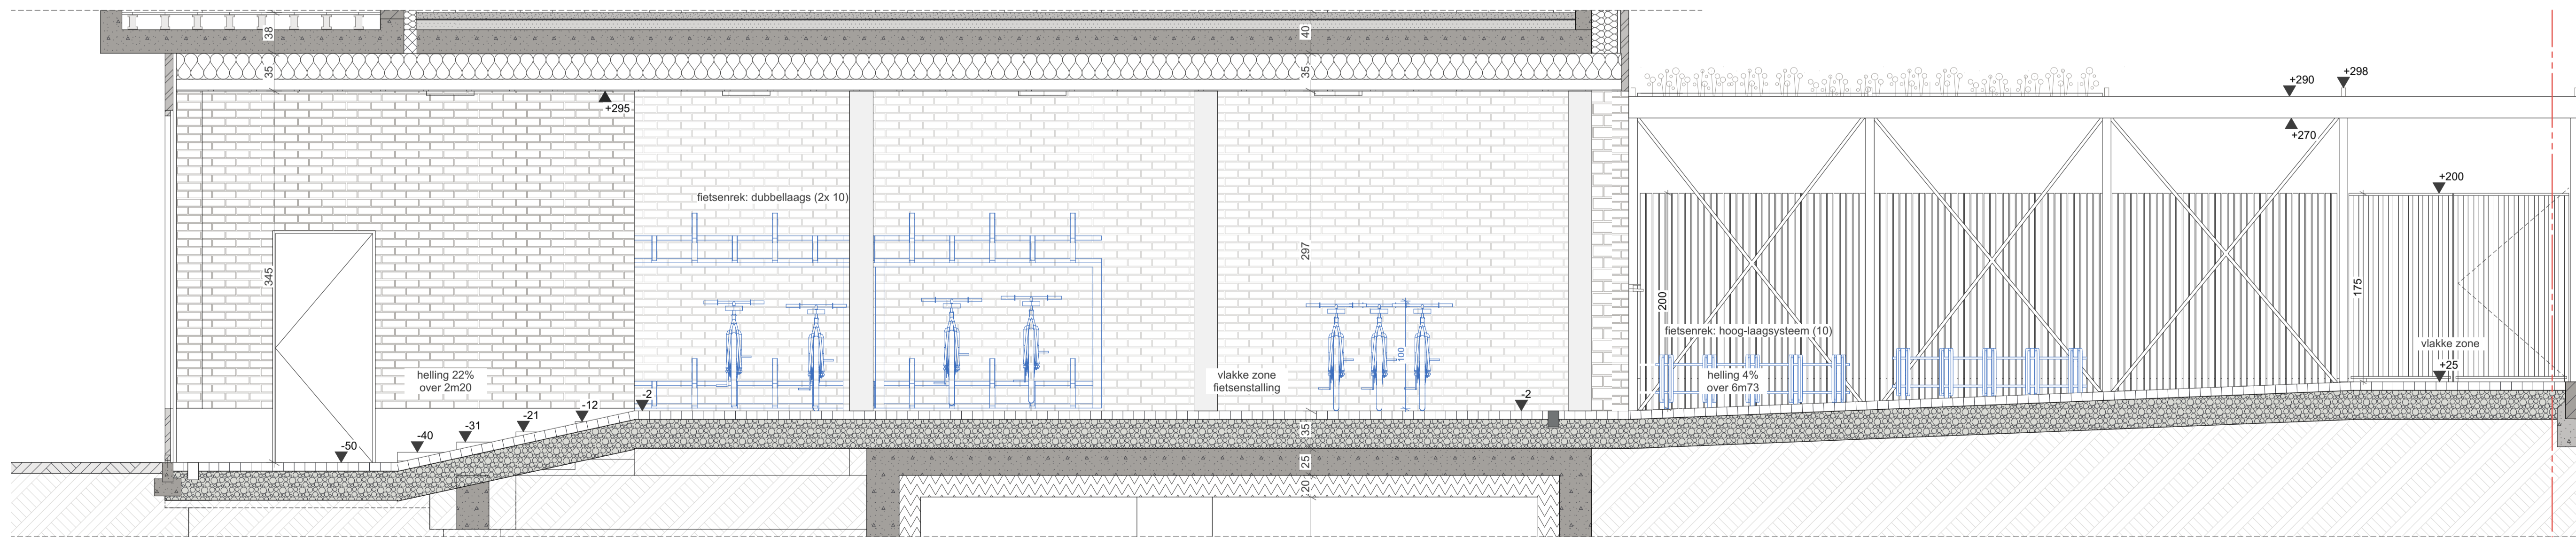 38
35
40
35
+295
+290
+298
+270
+200
fietsenrek: dubbellaags (2x 10)
345
297
200
175
100
fietsenrek: hoog-laagsysteem (10)
helling 22%
over 2m20
vlakke zone
fietsenstalling
helling 4%
over 6m73
vlakke zone
+25
-50
-40
-31
-21
-12
-2
-2
35
25
20